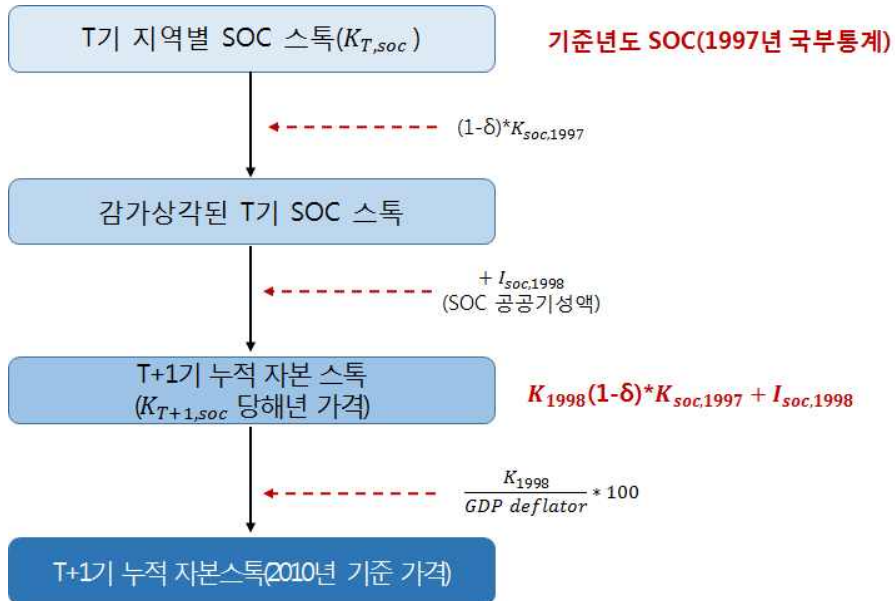 T기 지역별 SOC 스톡(K_{T,soc})
기준년도 SOC(1997년 국부통계)
(1-δ)*K_{soc,1997}
감가상각된 T기 SOC 스톡
+ I_{soc,1998}
(SOC 공공기성액)
T+1기 누적 자본 스톡
(K_{T+1,soc} 당해년 가격)
K_{1998}(1-δ)*K_{soc,1997} + I_{soc,1998}
K_{1998}
GDP deflator * 100
T+1기 누적 자본스톡(2010년 기준 가격)